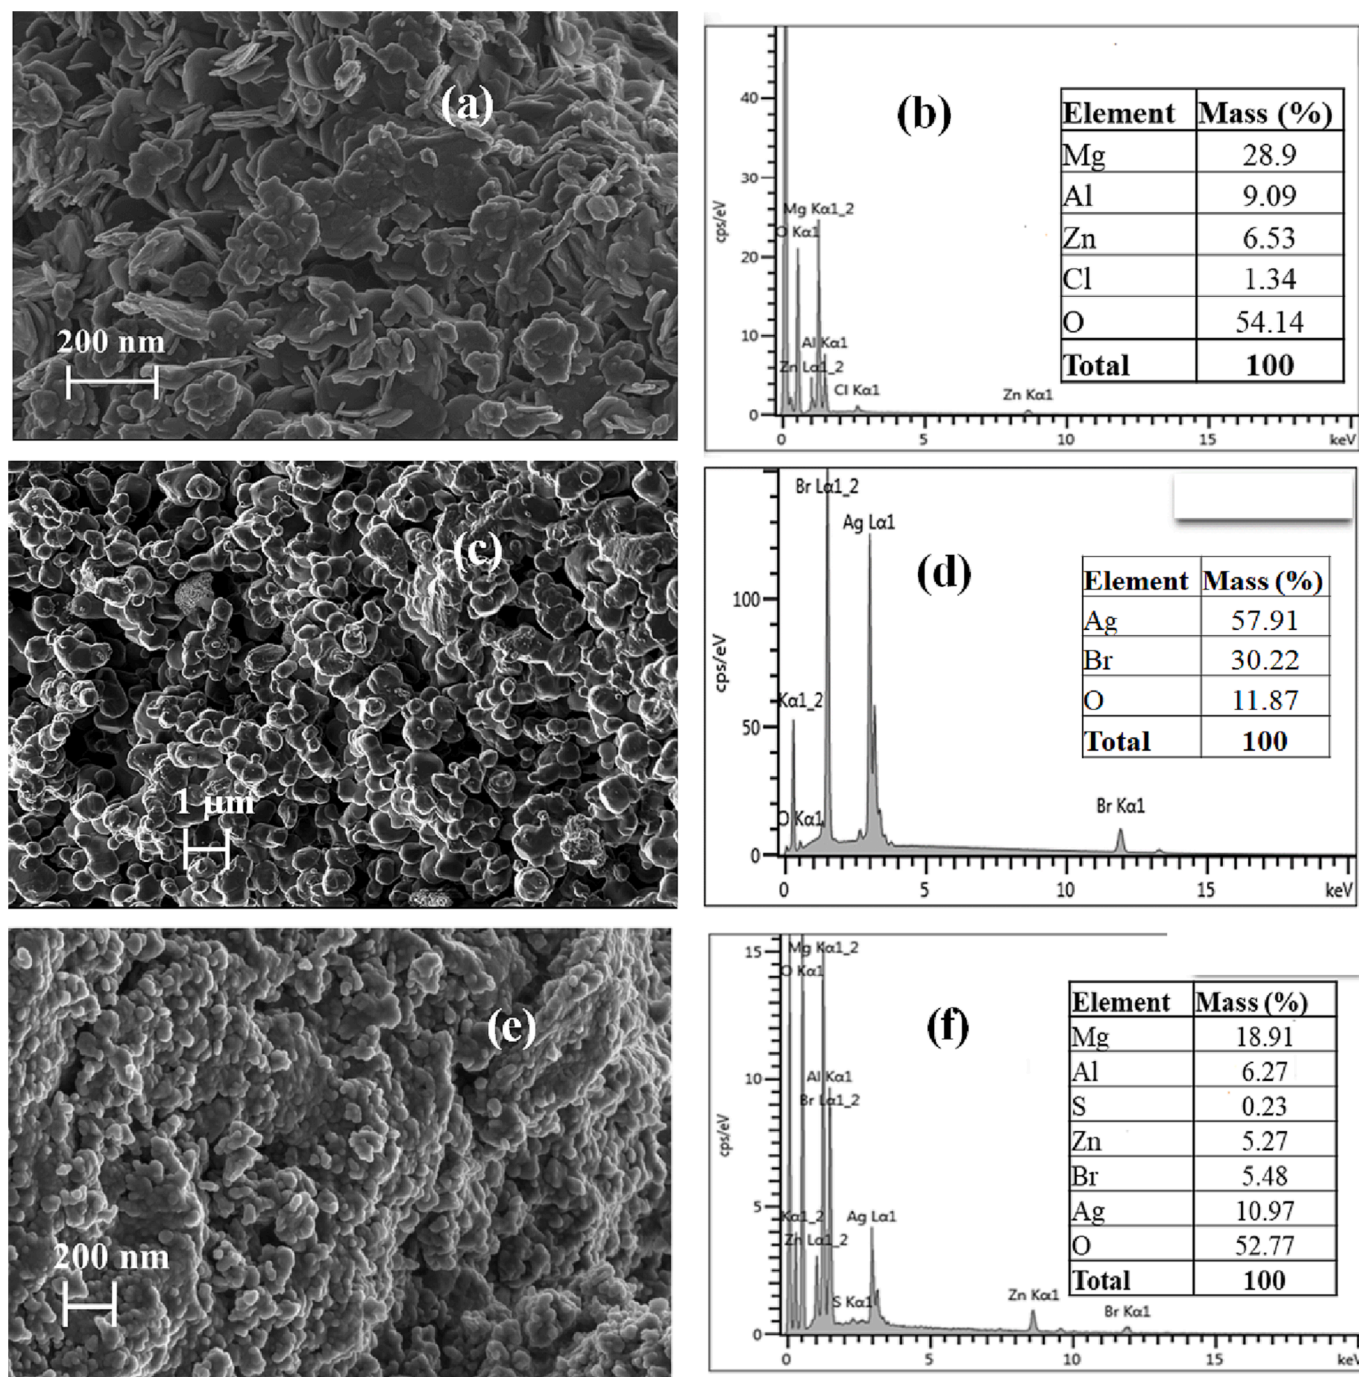 (a)
200 nm
(b)
40
30
20
10
0
cps/eV
Mg Kα1_2
O Kα1
Al Kα1
Zn Lα1_2
Cl Kα1
Zn Kα1
0 5 10 15 keV
Element Mass (%)
Mg 28.9
Al 9.09
Zn 6.53
Cl 1.34
O 54.14
Total 100
(c)
1 μm
(d)
100
50
0
cps/eV
Br Lα1_2
Ag Lα1
Kα1_2
O Kα1
Br Kα1
0 5 10 15 keV
Element Mass (%)
Ag 57.91
Br 30.22
O 11.87
Total 100
(e)
200 nm
(f)
15
10
5
0
cps/eV
Mg Kα1_2
O Kα1
Al Kα1
Br Lα1_2
Kα1_2
Ag Lα1
Zn Lα1_2
S Kα1
Zn Kα1
Br Kα1
0 5 10 15 keV
Element Mass (%)
Mg 18.91
Al 6.27
S 0.23
Zn 5.27
Br 5.48
Ag 10.97
O 52.77
Total 100